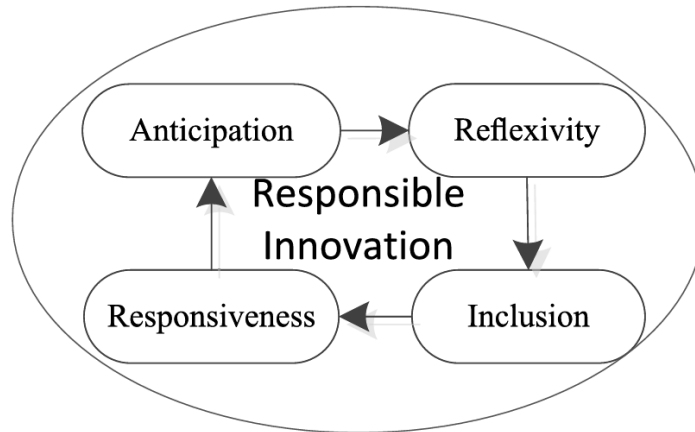 Anticipation
Reflexivity
Responsible
Innovation
Responsiveness
Inclusion